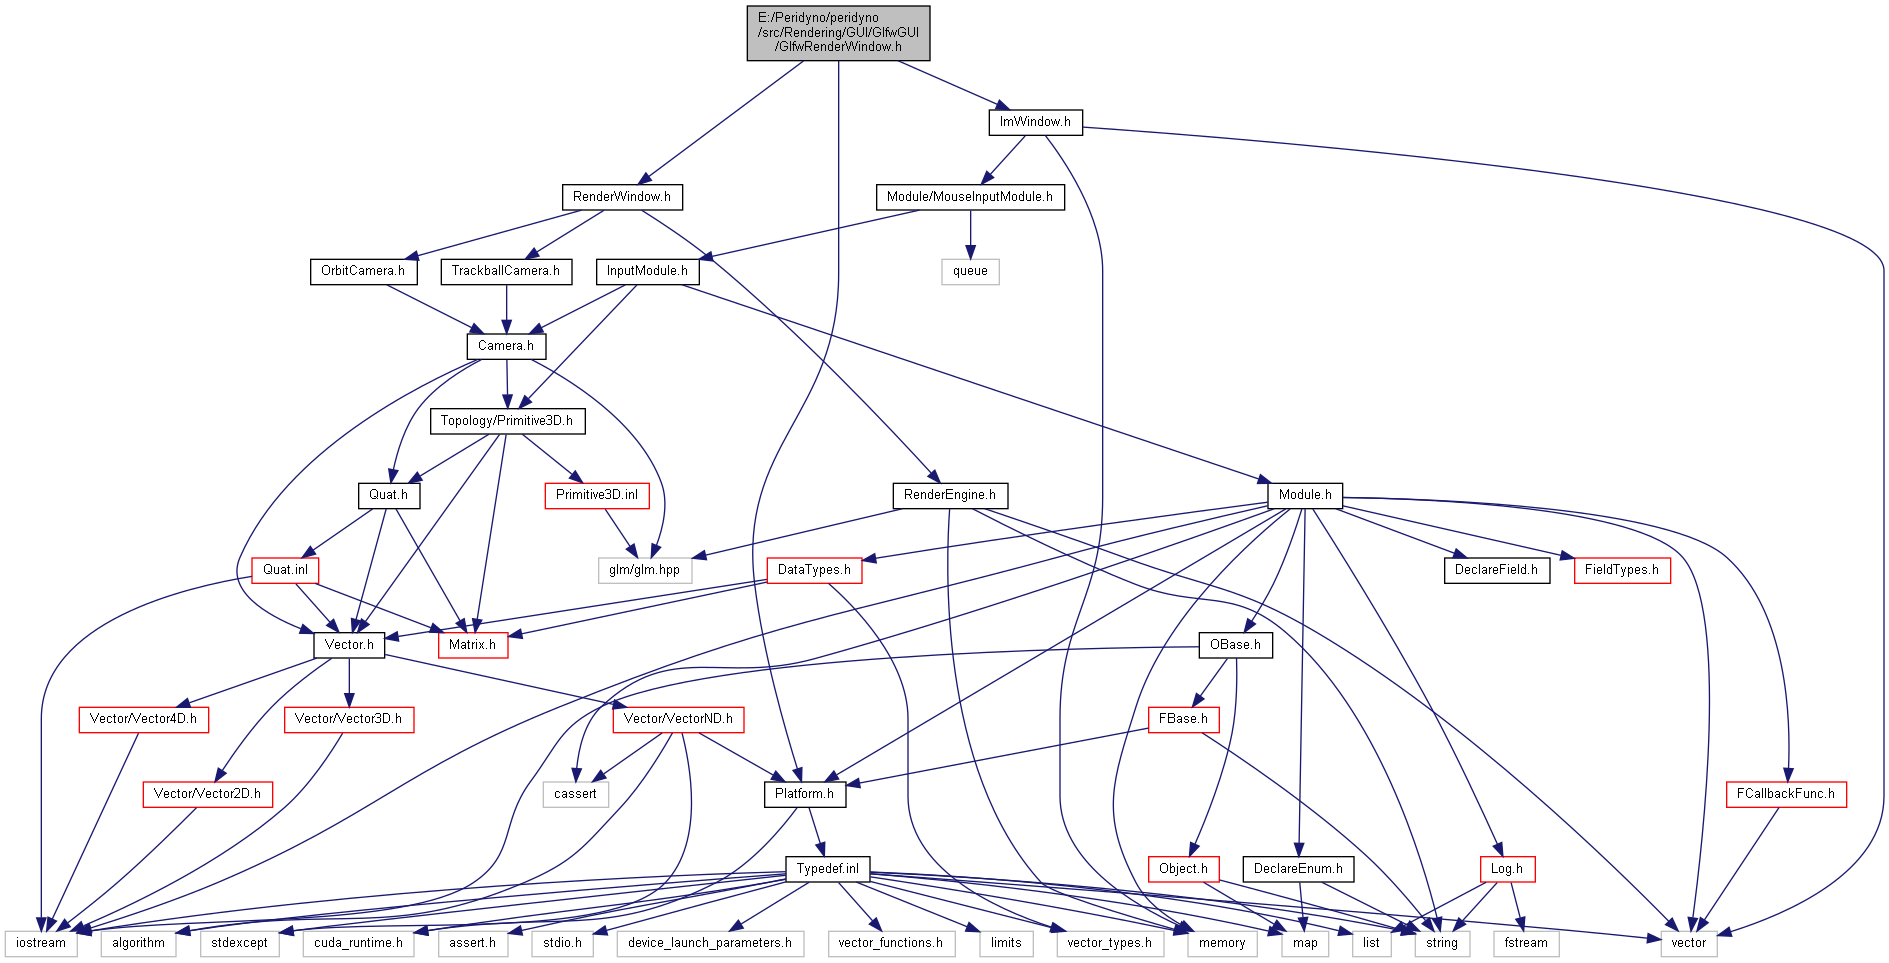 E:/Peridyno/peridyno
/src/Rendering/GUI/GlfwGUI
/GlfwRenderWindow.h
ImWindow.h
RenderWindow.h
Module/MouseInputModule.h
OrbitCamera.h
TrackballCamera.h
InputModule.h
queue
Camera.h
Topology/Primitive3D.h
Quat.h
Primitive3D.inl
RenderEngine.h
Module.h
Quat.inl
glm/glm.hpp
DataTypes.h
DeclareField.h
FieldTypes.h
Vector.h
Matrix.h
OBase.h
Vector/Vector4D.h
Vector/Vector3D.h
Vector/VectorND.h
FBase.h
Vector/Vector2D.h
cassert
Platform.h
FCallbackFunc.h
Typedef.inl
Object.h
DeclareEnum.h
Log.h
iostream
algorithm
stdexcept
cuda_runtime.h
assert.h
stdio.h
device_launch_parameters.h
vector_functions.h
limits
vector_types.h
memory
map
list
string
fstream
vector